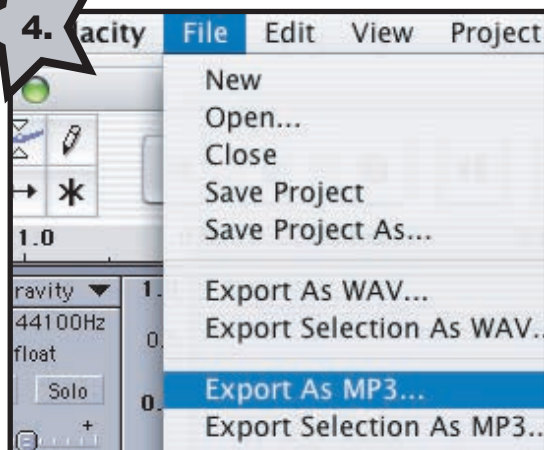 4.
acity File Edit View Project
New
Open...
Close
Save Project
Save Project As...
1.0
Export As WAV...
Export Selection As WAV..
ravity
44100Hz
float
Solo
Export As MP3...
Export Selection As MP3..